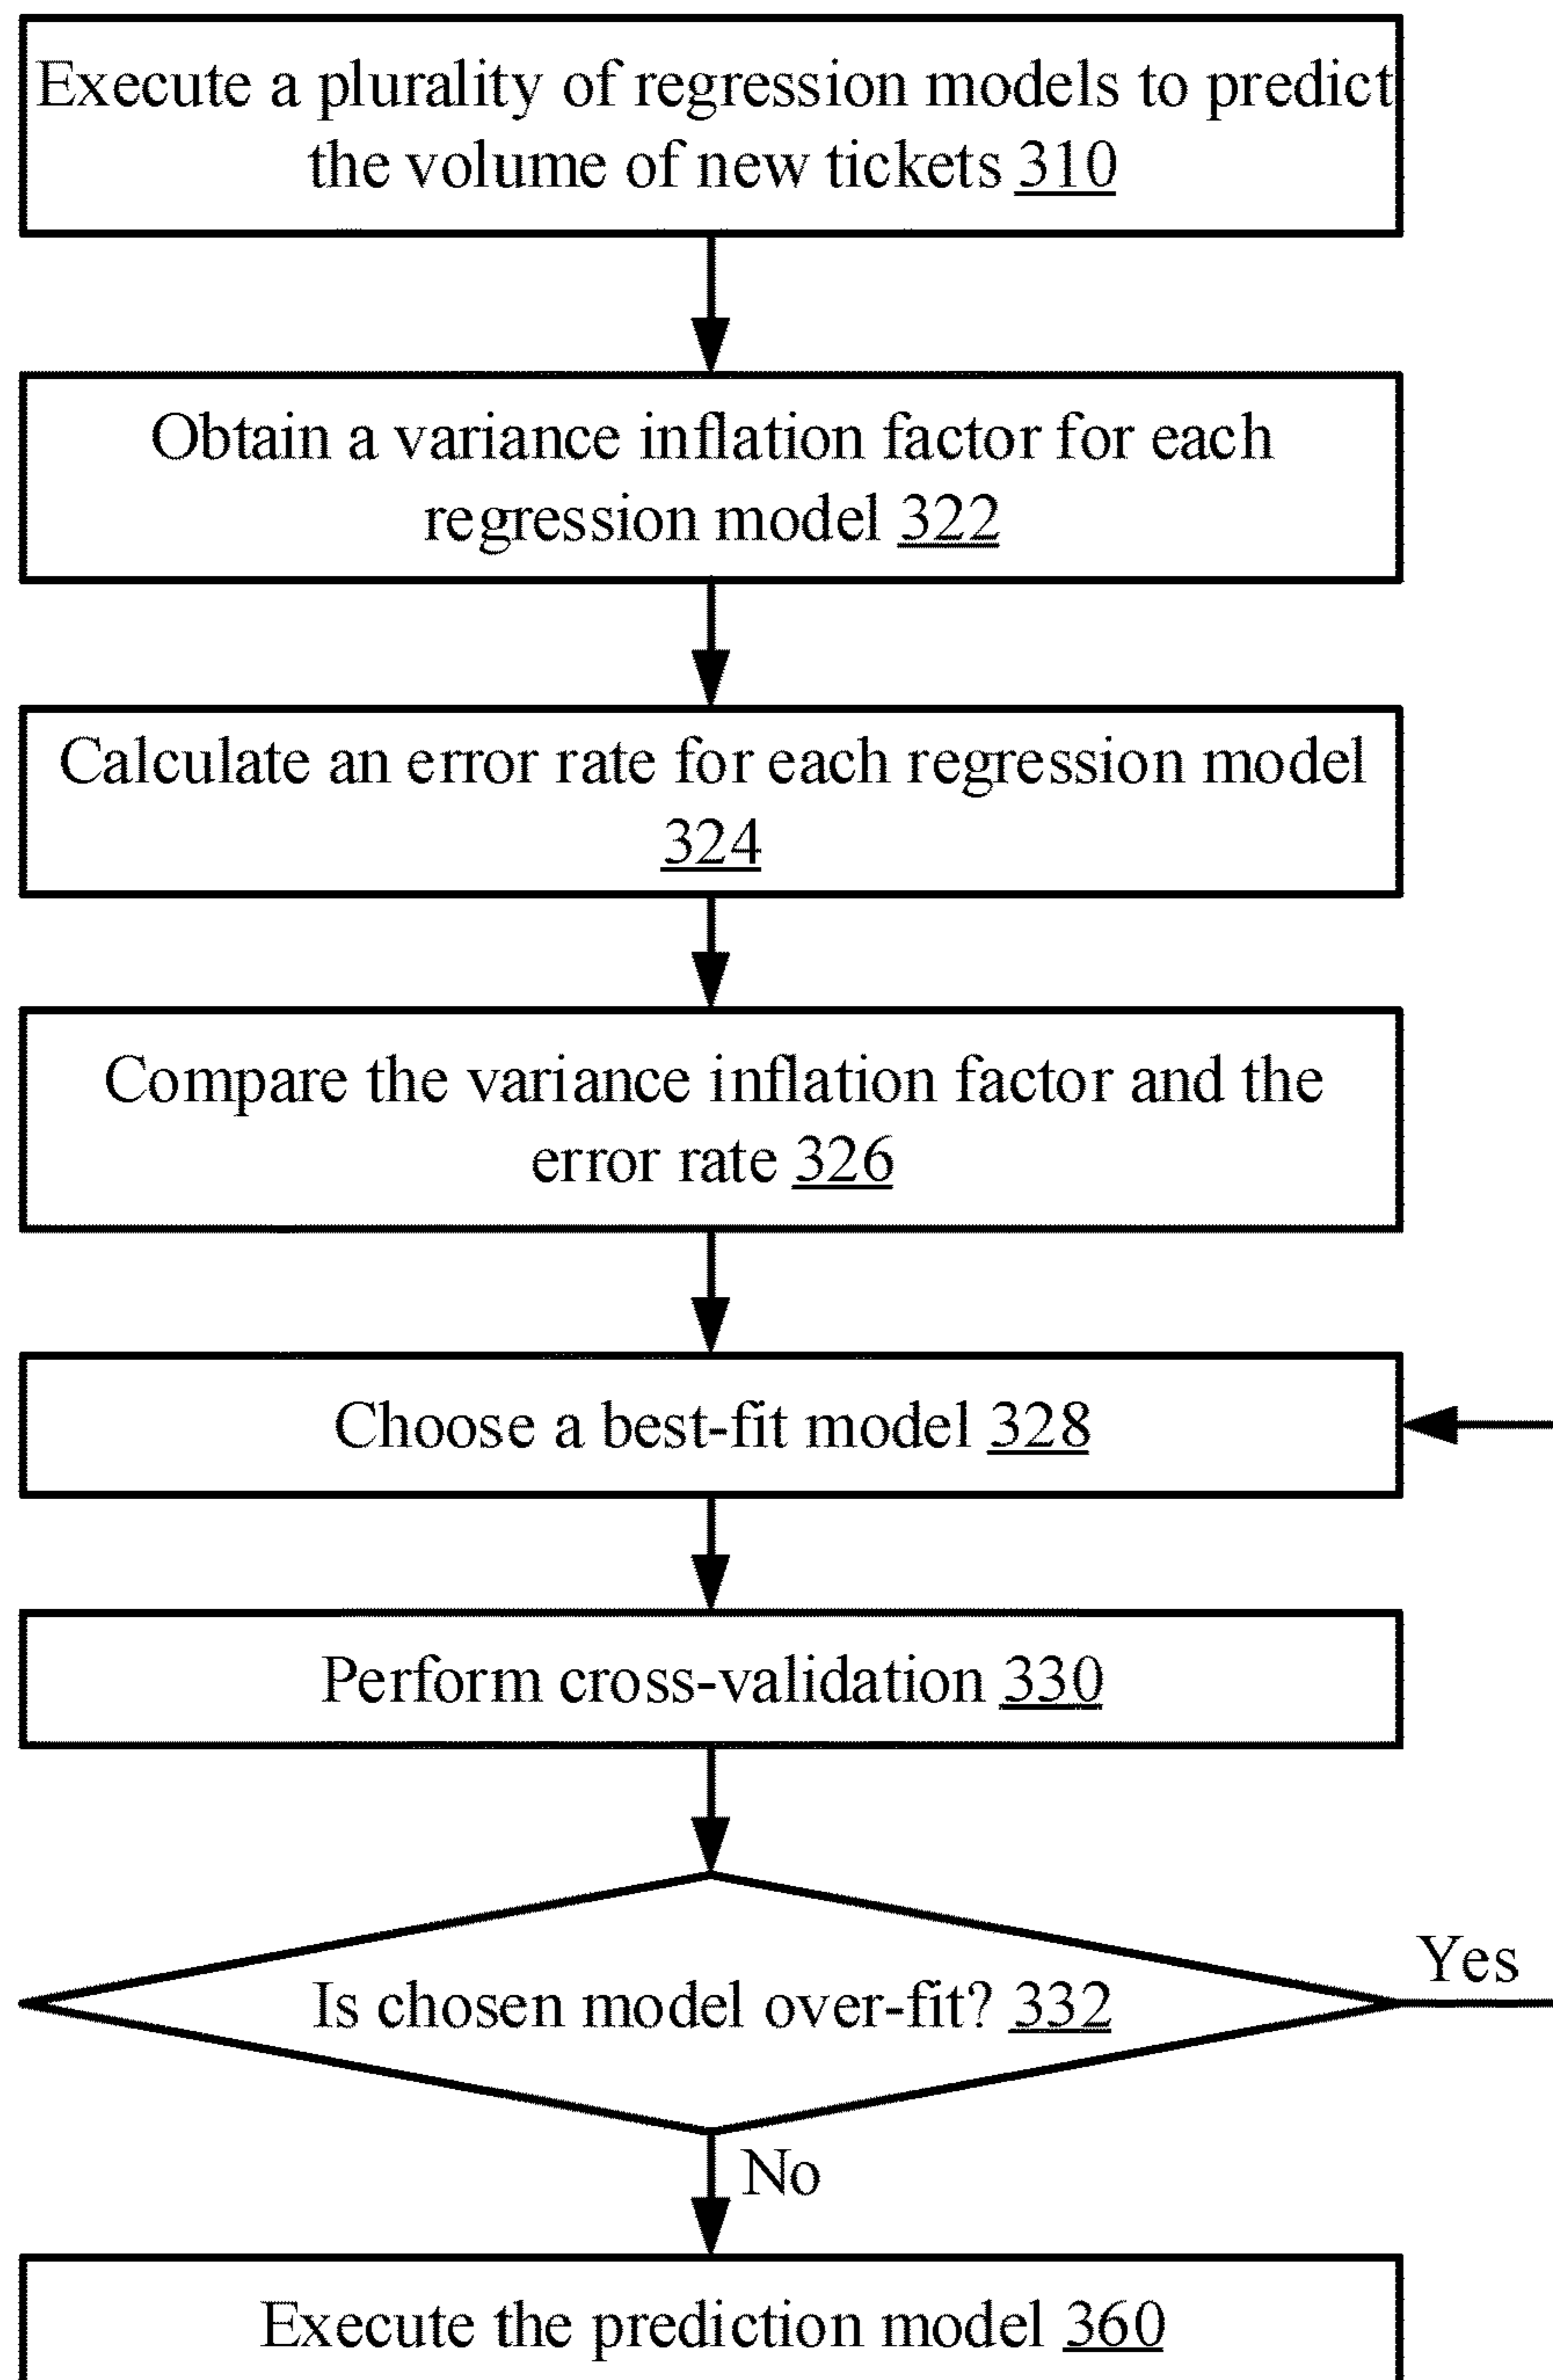 Execute a plurality of regression models to predict
the volume of new tickets 310
Obtain a variance inflation factor for each
regression model 322
Calculate an error rate for each regression model
324
Compare the variance inflation factor and the
error rate 326
Choose a best-fit model 328
Perform cross-validation 330
Is chosen model over-fit? 332
Yes
No
Execute the prediction model 360